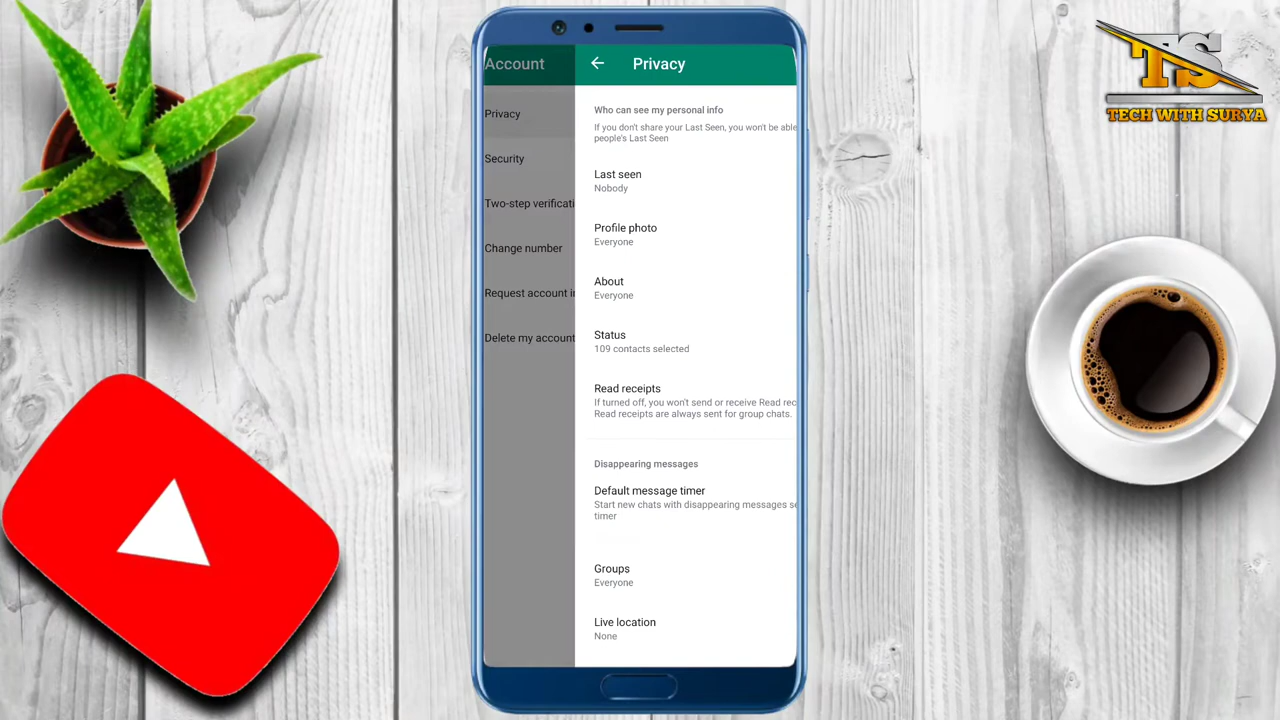 Account
Privacy
Security
Two-step verificati
Change number
Request account in
Delete my account
Privacy
Who can see my personal info
If you don't share your Last Seen, you won't be able
people's Last Seen
Last seen
Nobody
Profile photo
Everyone
About
Everyone
Status
109 contacts selected
Read receipts
If turned off, you won't send or receive Read rec
Read receipts are always sent for group chats.
Disappearing messages
Default message timer
Start new chats with disappearing messages se
timer
Groups
Everyone
Live location
None
TS
TECH WITH SURYA